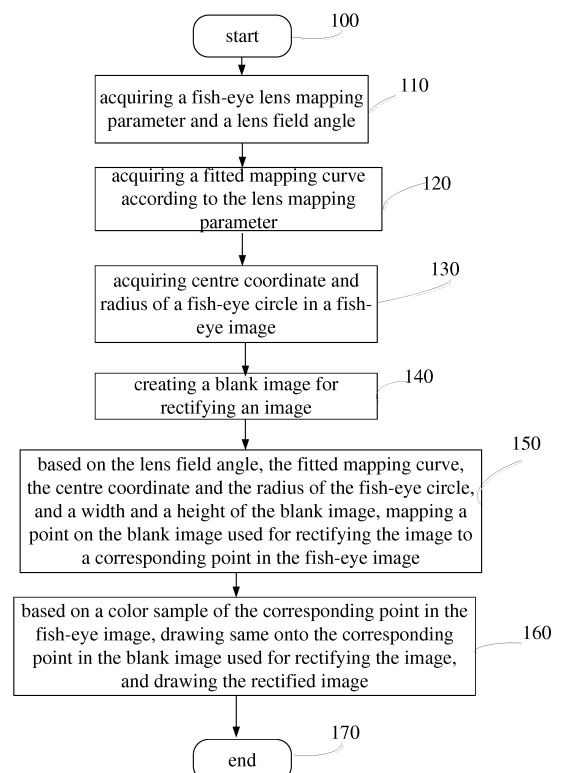 100
start
110
acquiring a fish-eye lens mapping
parameter and a lens field angle
acquiring a fitted mapping curve
according to the lens mapping
parameter
120
130
acquiring centre coordinate and
radius of a fish-eye circle in a fish-
eye image
140
creating a blank image for
rectifying an image
150
based on the lens field angle, the fitted mapping curve,
the centre coordinate and the radius of the fish-eye circle,
and a width and a height of the blank image, mapping a
point on the blank image used for rectifying the image to
a corresponding point in the fish-eye image
based on a color sample of the corresponding point in the
fish-eye image, drawing same onto the corresponding
point in the blank image used for rectifying the image,
and drawing the rectified image
160
170
end